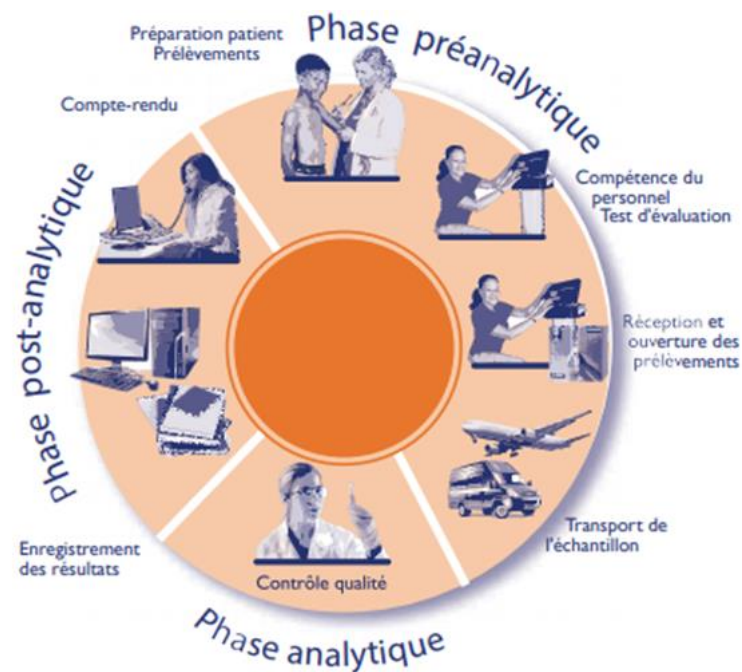 Préparation patient
Prélèvements
Phase préanalytique
Compte-rendu
Compétence du
personnel
Test d'évaluation
Réception et
ouverture des
prélèvements
Transport de
l'échantillon
Contrôle qualité
Phase analytique
Enregistrement
des résultats
Phase post-analytique